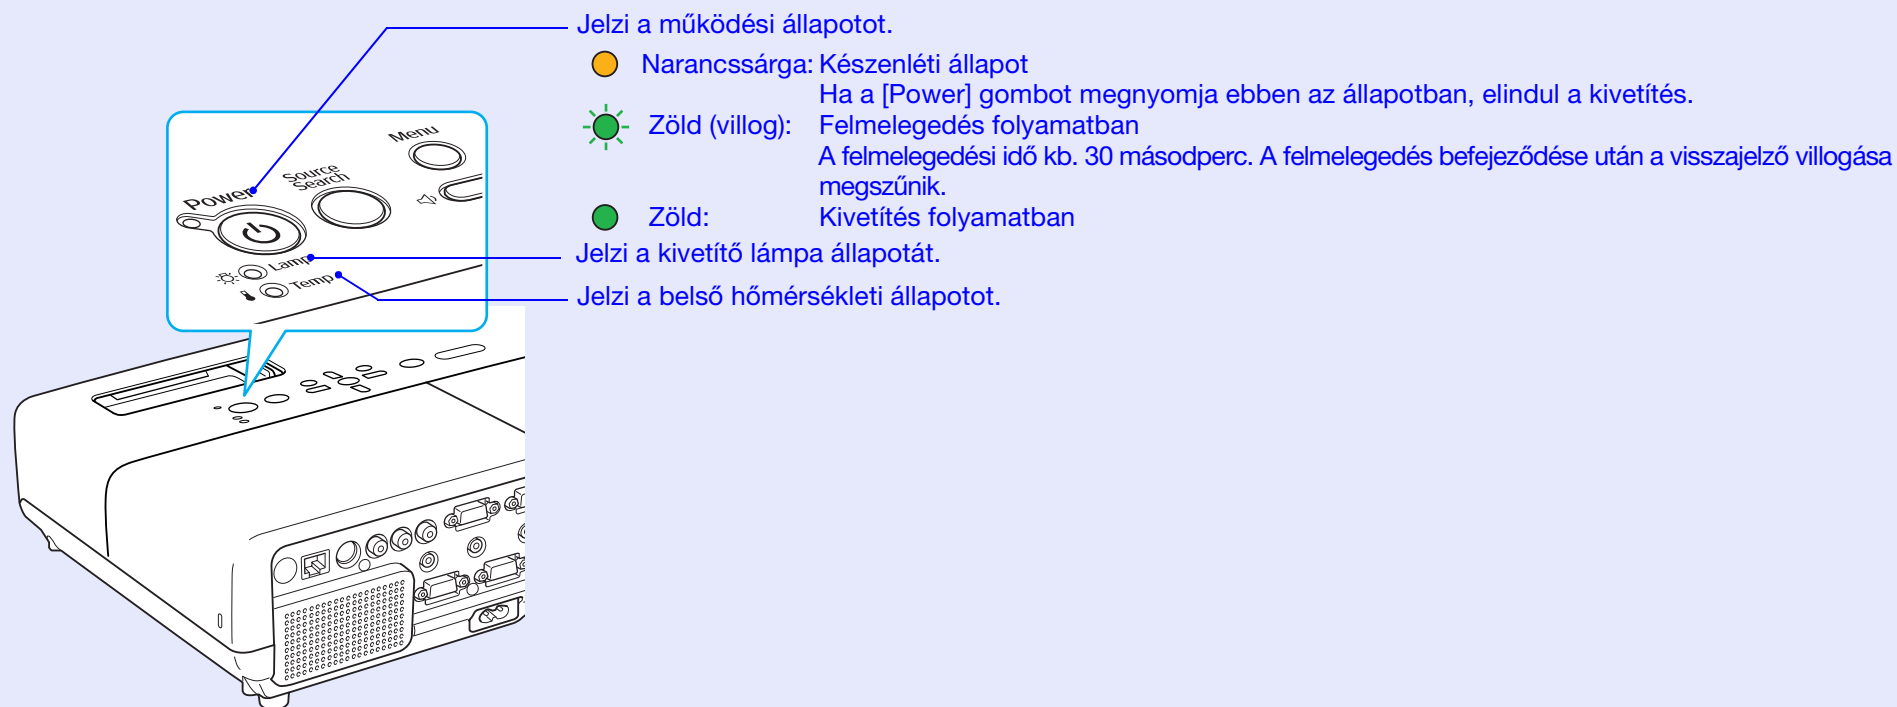 Jelzi a működési állapotot.
Narancssárga: Készenléti állapot
Ha a [Power] gombot megnyomja ebben az állapotban, elindul a kivetítés.
Zöld (villog): Felmelegedés folyamatban
A felmelegedési idő kb. 30 másodperc. A felmelegedés befejeződése után a visszajelző villogása
megszűnik.
Zöld: Kivetítés folyamatban
Jelzi a kivetítő lámpa állapotát.
Jelzi a belső hőmérsékleti állapotot.
Menu
Source
Search
Power
Lamp
Temp